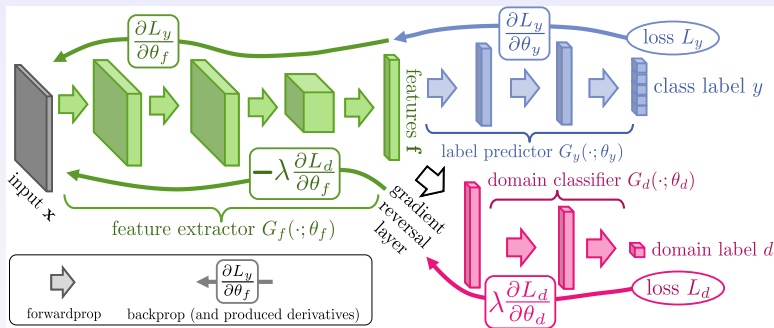 ∂L_y/∂θ_f
∂L_y/∂θ_y
loss L_y
features f
class label y
label predictor G_y(·;θ_y)
−λ ∂L_d/∂θ_f
input x
feature extractor G_f(·;θ_f)
gradient
reversal
layer
domain classifier G_d(·;θ_d)
domain label d
λ ∂L_d/∂θ_d
loss L_d
∂L_y/∂θ_f
forwardprop
backprop (and produced derivatives)